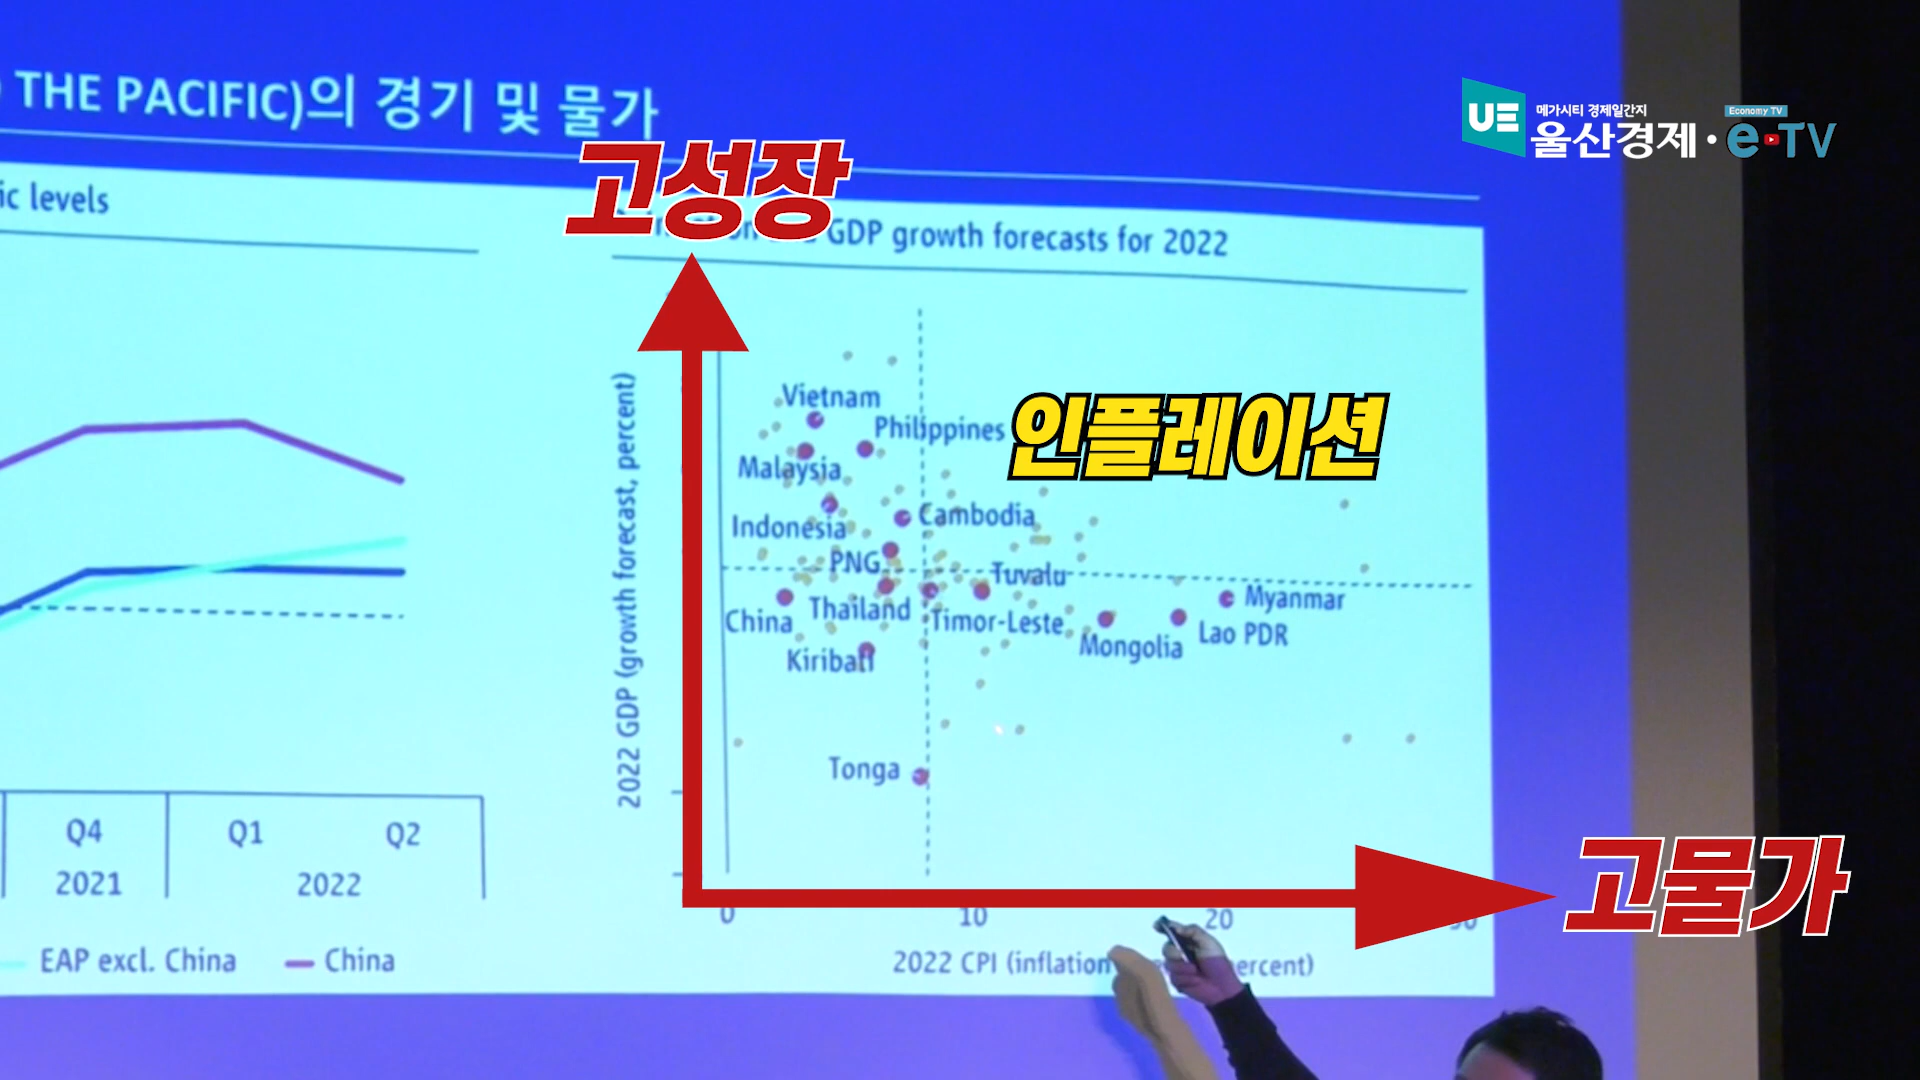 THE PACIFIC)의 경기 및 물가
메가시티 경제일간지
Economy TV
UE 울산경제·e TV
고성장
ic levels
GDP growth forecasts for 2022
인플레이션
2022 GDP (growth forecast, percent)
Vietnam
Philippines
Malaysia
Cambodia
Indonesia
PNG
Tuvalu
Myanmar
China
Thailand
Timor-Leste
Lao PDR
Mongolia
Kiribati
Tonga
고물가
0 10 20
2022 CPI (inflation percent)
Q4 Q1 Q2
2021 2022
EAP excl. China China